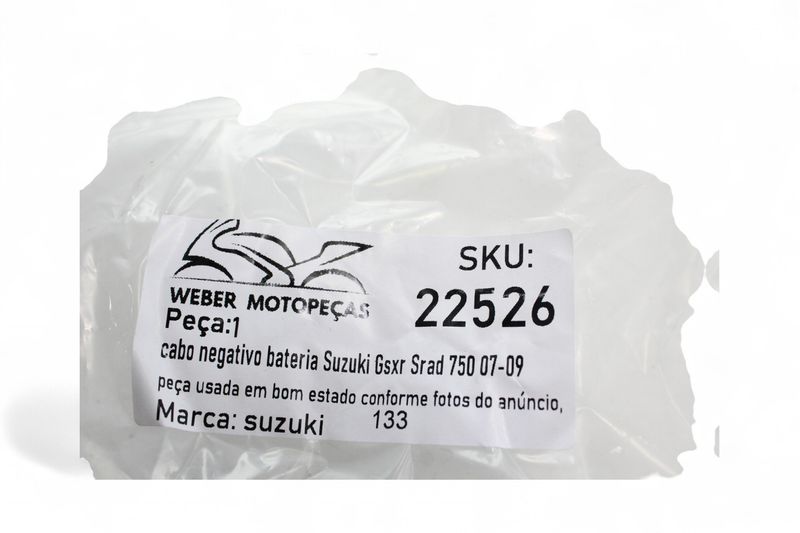 SKU:
22526
WEBER MOTOPEÇAS
Peça:1
cabo negativo bateria Suzuki Gsxr Srad 750 07-09
peça usada em bom estado conforme fotos do anúncio,
Marca: suzuki 133